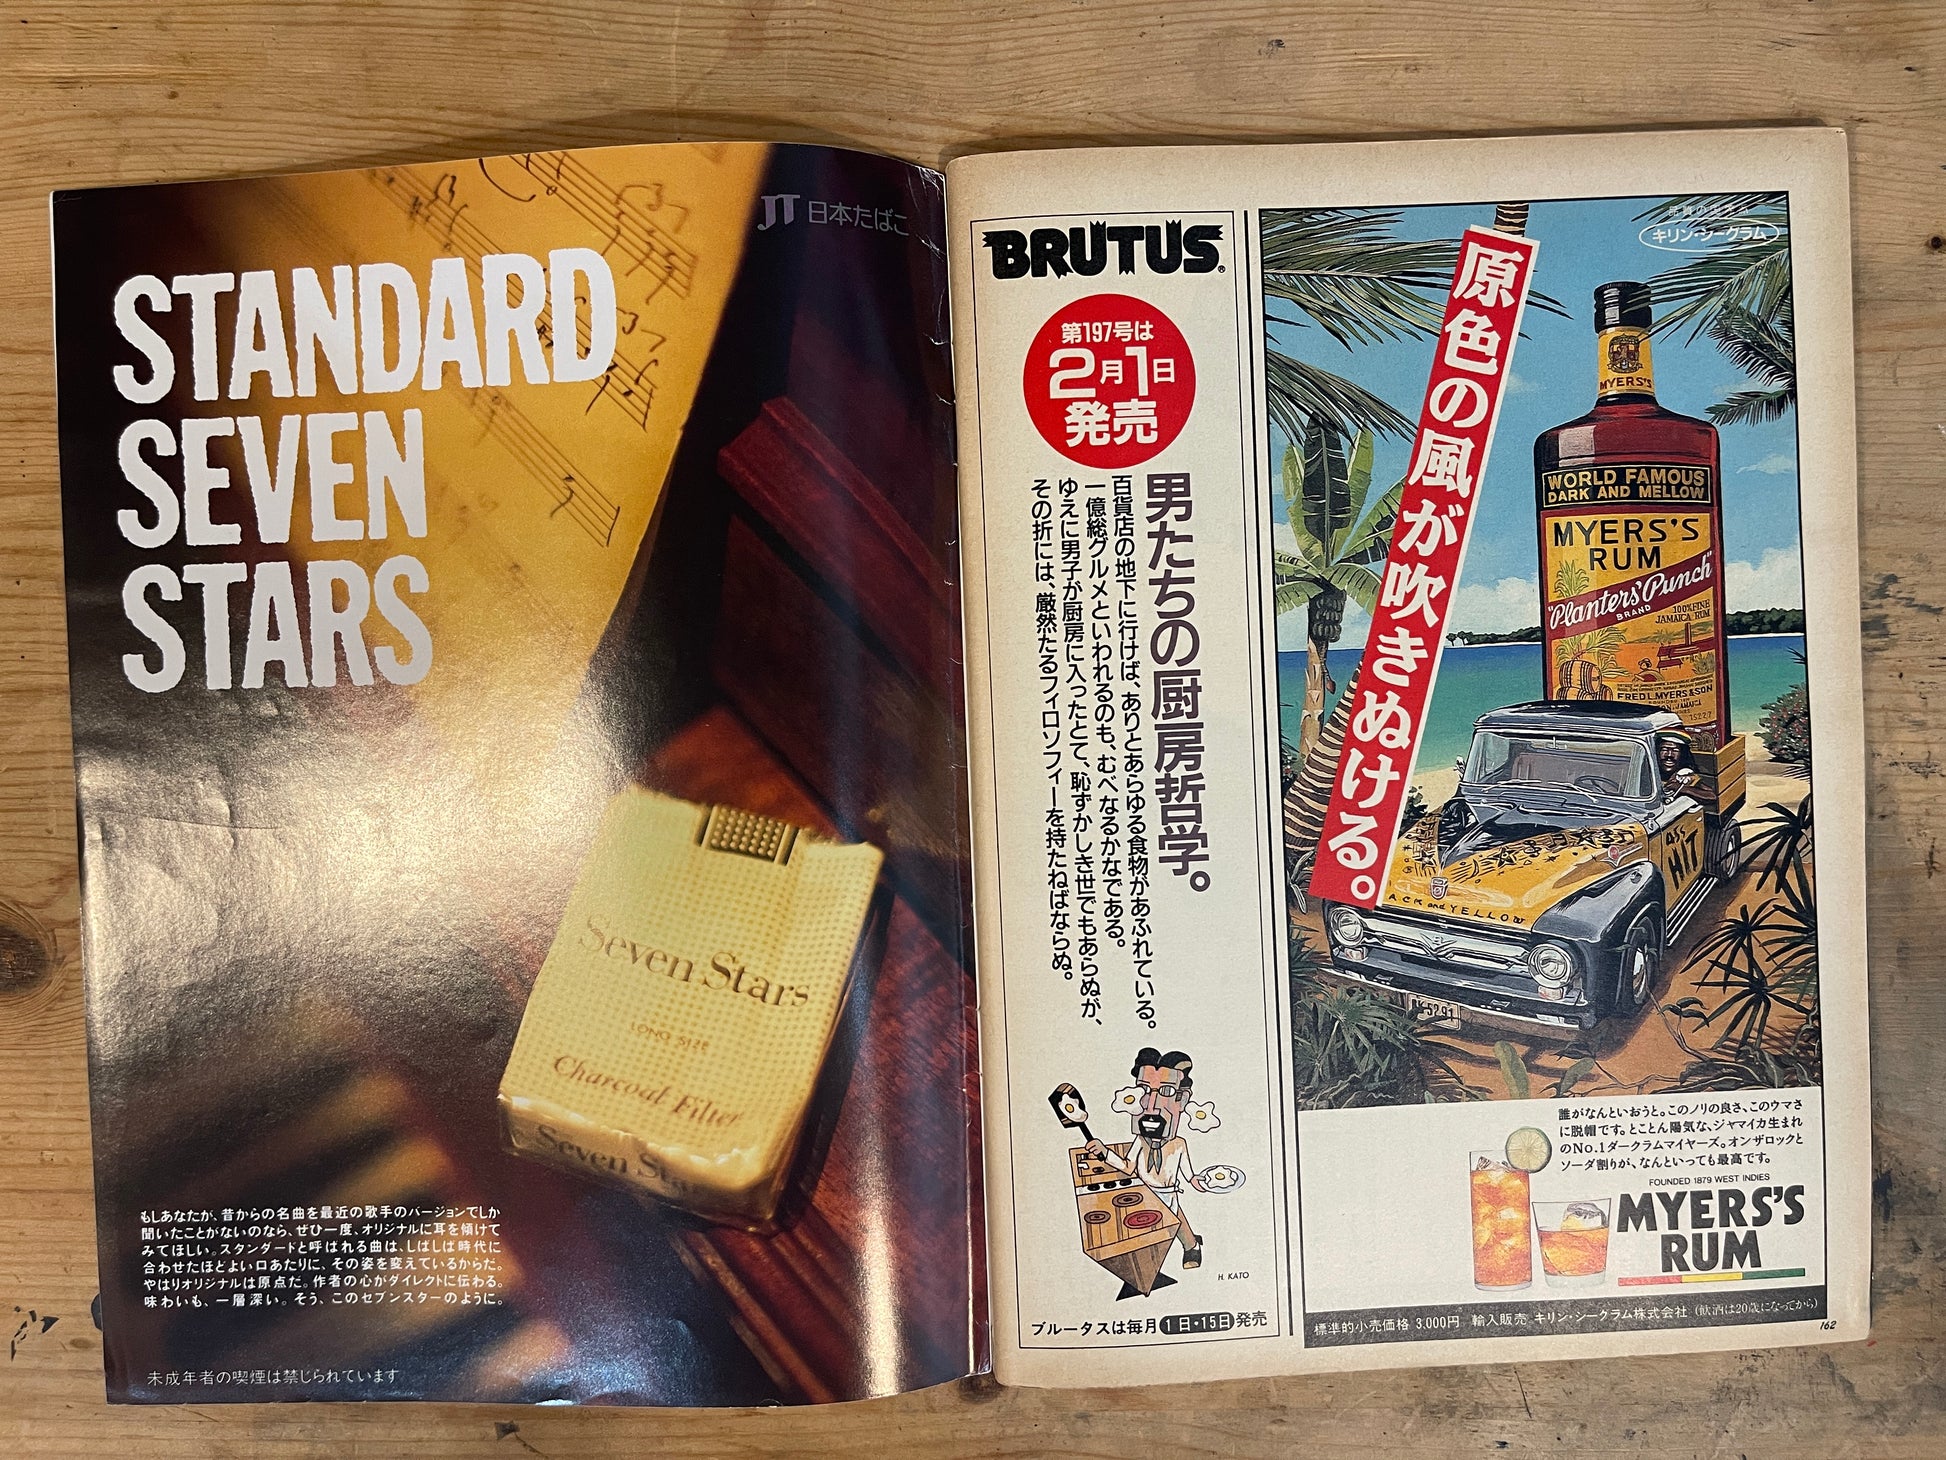 JT 日本たばこ
STANDARD
SEVEN
STARS
Seven Stars
LONG SIZE
Charcoal Filter
もしあなたが、昔からの名曲を最近の歌手のバージョンでしか
聞いたことがないのなら、ぜひ一度、オリジナルに耳を傾けて
みてほしい。スタンダードと呼ばれる曲は、しばしば時代に
合わせたほどよい口あたりに、その姿を変えているからだ。
やはりオリジナルは原点だ。作者の心がダイレクトに伝わる。
味わいも、一層深い。そう、このセブンスターのように。
未成年者の喫煙は禁じられています
BRUTUS
第197号は
2月1日
発売
男たちの厨房哲学。
百貨店の地下に行けば、ありとあらゆる食物があふれている。
一億総グルメといわれるのも、むべなるかなである。
ゆえに男子が厨房に入ったとて、恥ずかしき世でもあらぬが、
その折には、厳然たるフィロソフィーを持たねばならぬ。
H. KATO
ブルータスは毎月1日・15日発売
キリン・シーグラム
原色の風が吹きぬける。
MYERS'S
WORLD FAMOUS
DARK AND MELLOW
MYERS'S
RUM
"Planters' Punch"
BRAND
100% FINE
JAMAICA RUM
FRED L. MYERS & SON
HIT
ACK and YELLOW
5291
誰がなんといおうと。このノリの良さ、このウマさ
に脱帽です。とことん陽気な、ジャマイカ生まれ
のNo.1ダークラムマイヤーズ。オンザロックと
ソーダ割りが、なんといっても最高です。
FOUNDED 1879 WEST INDIES
MYERS'S
RUM
標準的小売価格 3,000円 輸入販売 キリン・シーグラム株式会社 (飲酒は20歳になってから)
162